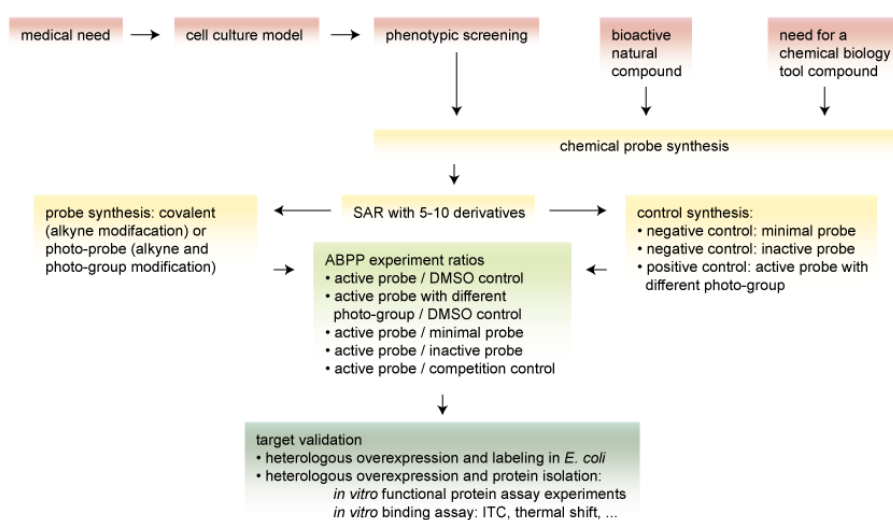 medical need
cell culture model
phenotypic screening
bioactive
natural
compound
need for a
chemical biology
tool compound
chemical probe synthesis
probe synthesis: covalent
(alkyne modifacation) or
photo-probe (alkyne and
photo-group modification)
SAR with 5-10 derivatives
control synthesis:
• negative control: minimal probe
• negative control: inactive probe
• positive control: active probe with
different photo-group
ABPP experiment ratios
• active probe / DMSO control
• active probe with different
photo-group / DMSO control
• active probe / minimal probe
• active probe / inactive probe
• active probe / competition control
target validation
• heterologous overexpression and labeling in E. coli
• heterologous overexpression and protein isolation:
in vitro functional protein assay experiments
in vitro binding assay: ITC, thermal shift, ...